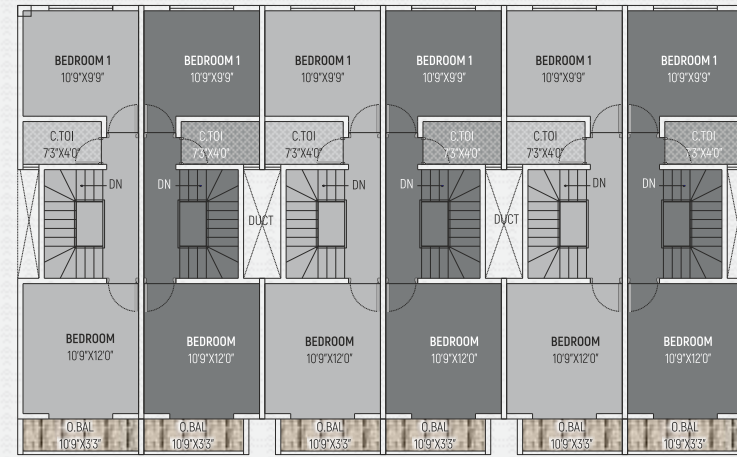 BEDROOM 1
10'9"X9'9"
BEDROOM 1
10'9"X9'9"
BEDROOM 1
10'9"X9'9"
BEDROOM 1
10'9"X9'9"
BEDROOM 1
10'9"X9'9"
BEDROOM 1
10'9"X9'9"
C.TOI
7'3"X4'0"
C.TOI
7'3"X4'0"
C.TOI
7'3"X4'0"
C.TOI
7'3"X4'0"
C.TOI
7'3"X4'0"
C.TOI
7'3"X4'0"
DN
DN
DN
DN
DN
DN
DUCT
DUCT
BEDROOM
10'9"X12'0"
BEDROOM
10'9"X12'0"
BEDROOM
10'9"X12'0"
BEDROOM
10'9"X12'0"
BEDROOM
10'9"X12'0"
BEDROOM
10'9"X12'0"
O.BAL
10'9"X3'3"
O.BAL
10'9"X3'3"
O.BAL
10'9"X3'3"
O.BAL
10'9"X3'3"
O.BAL
10'9"X3'3"
O.BAL
10'9"X3'3"